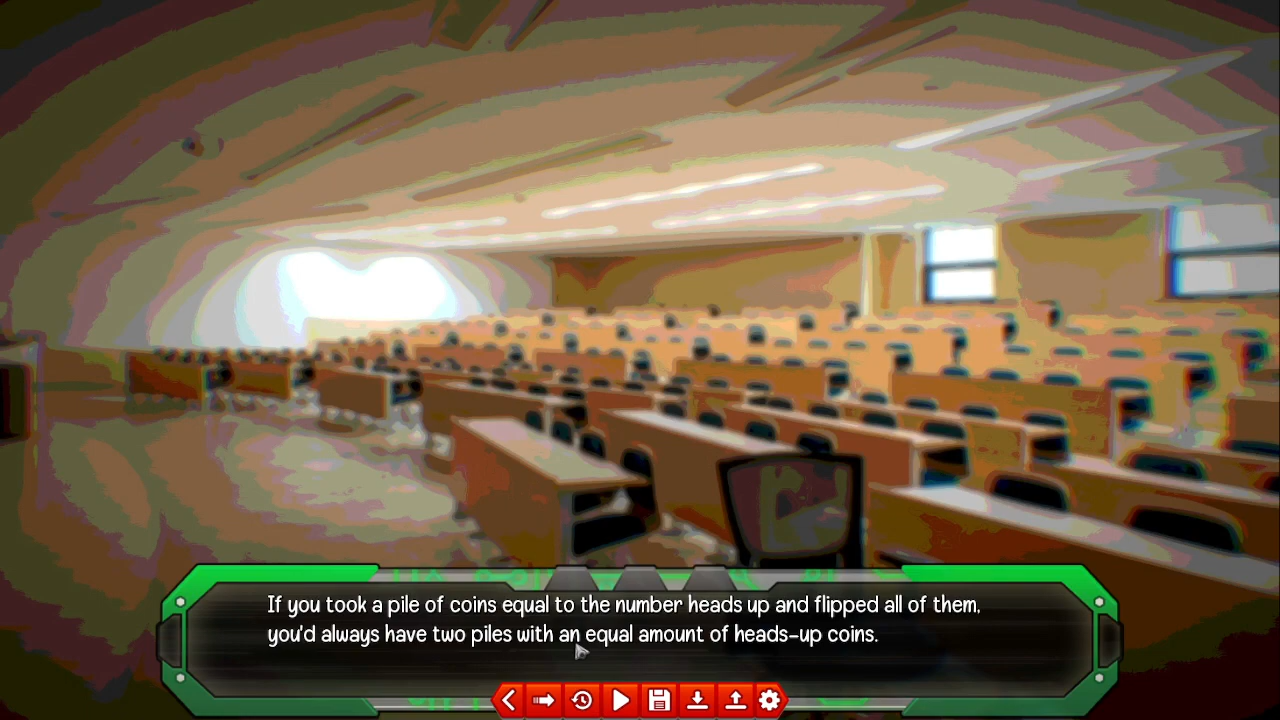 If you took a pile of coins equal to the number heads up and flipped all of them,
you'd always have two piles with an equal amount of heads-up coins.